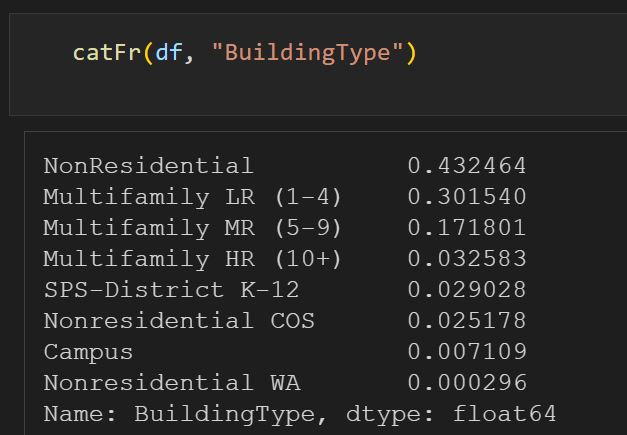 catFr(df, "BuildingType")
NonResidential 0.432464
Multifamily LR (1-4) 0.301540
Multifamily MR (5-9) 0.171801
Multifamily HR (10+) 0.032583
SPS-District K-12 0.029028
Nonresidential COS 0.025178
Campus 0.007109
Nonresidential WA 0.000296
Name: BuildingType, dtype: float64